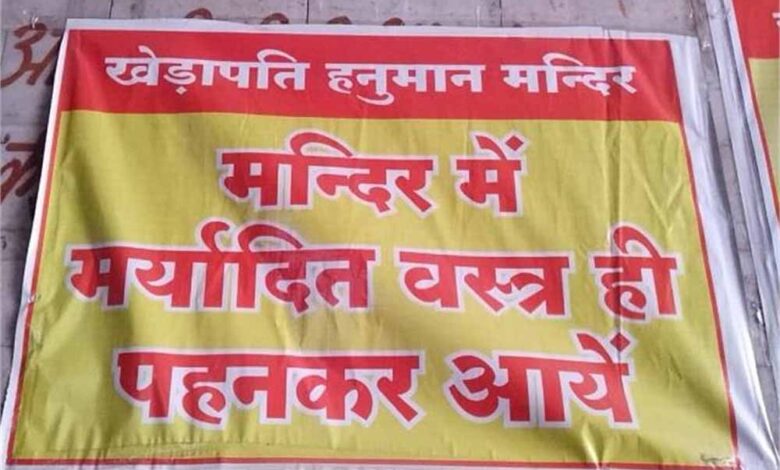 खेड़ापति हनुमान मन्दिर
मन्दिर में
मर्यादित वस्त्र ही
पहनकर आयें